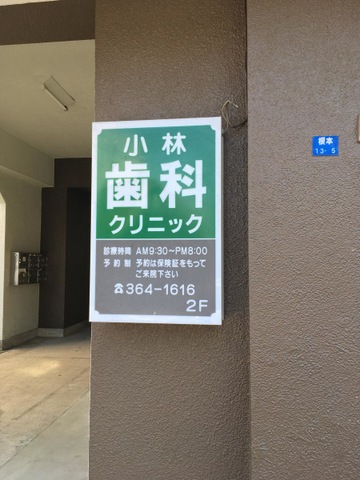 小林
歯科
クリニック
診療時間 AM9:30〜PM8:00
予約制 予約は保険証をもって
ご来院下さい
☎364-1616
2F
根本
13-5